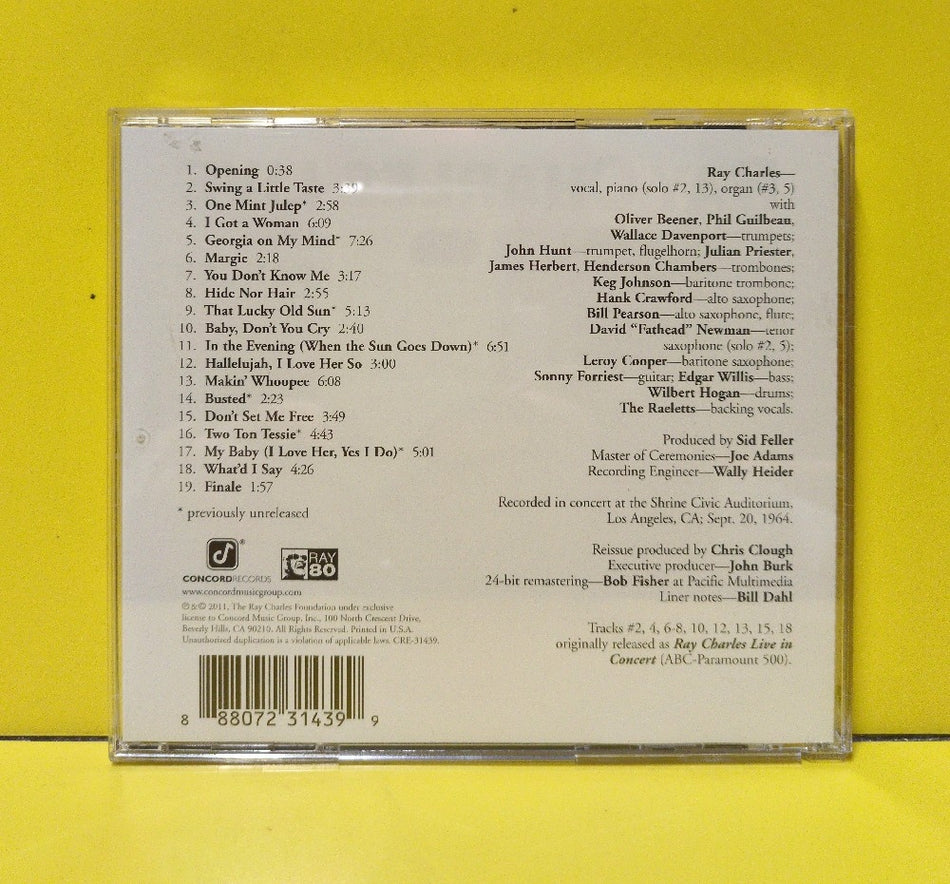 1. Opening 0:38
2. Swing a Little Taste
3. One Mint Julep* 2:58
4. I Got a Woman 6:09
5. Georgia on My Mind* 7:26
6. Margie 2:18
7. You Don't Know Me 3:17
8. Hide Nor Hair 2:55
9. That Lucky Old Sun* 5:13
10. Baby, Don't You Cry 2:40
11. In the Evening (When the Sun Goes Down)* 6:51
12. Hallelujah, I Love Her So 3:00
13. Makin' Whoopee 6:08
14. Busted* 2:23
15. Don't Set Me Free 3:49
16. Two Ton Tessie* 4:43
17. My Baby (I Love Her, Yes I Do)* 5:01
18. What'd I Say 4:26
19. Finale 1:57
* previously unreleased
CONCORD RECORDS
®
RAY
80
www.concordmusicgroup.com
℗ & © 2011, The Ray Charles Foundation under exclusive
license to Concord Music Group, Inc., 100 North Crescent Drive,
Beverly Hills, CA 90210. All Rights Reserved. Printed in U.S.A.
Unauthorized duplication is a violation of applicable laws. CRE-31439.
8 88072 31439 9
Ray Charles—
vocal, piano (solo #2, 13), organ (#3, 5)
with
Oliver Beener, Phil Guilbeau,
Wallace Davenport—trumpets;
John Hunt—trumpet, flugelhorn; Julian Priester,
James Herbert, Henderson Chambers—trombones;
Keg Johnson—baritone trombone;
Hank Crawford—alto saxophone;
Bill Pearson—alto saxophone, flute;
David "Fathead" Newman—tenor
saxophone (solo #2, 5);
Leroy Cooper—baritone saxophone;
Sonny Forriest—guitar; Edgar Willis—bass;
Wilbert Hogan—drums;
The Raeletts—backing vocals.
Produced by Sid Feller
Master of Ceremonies—Joe Adams
Recording Engineer—Wally Heider
Recorded in concert at the Shrine Civic Auditorium,
Los Angeles, CA; Sept. 20, 1964.
Reissue produced by Chris Clough
Executive producer—John Burk
24-bit remastering—Bob Fisher at Pacific Multimedia
Liner notes—Bill Dahl
Tracks #2, 4, 6-8, 10, 12, 13, 15, 18
originally released as Ray Charles Live in
Concert (ABC-Paramount 500).